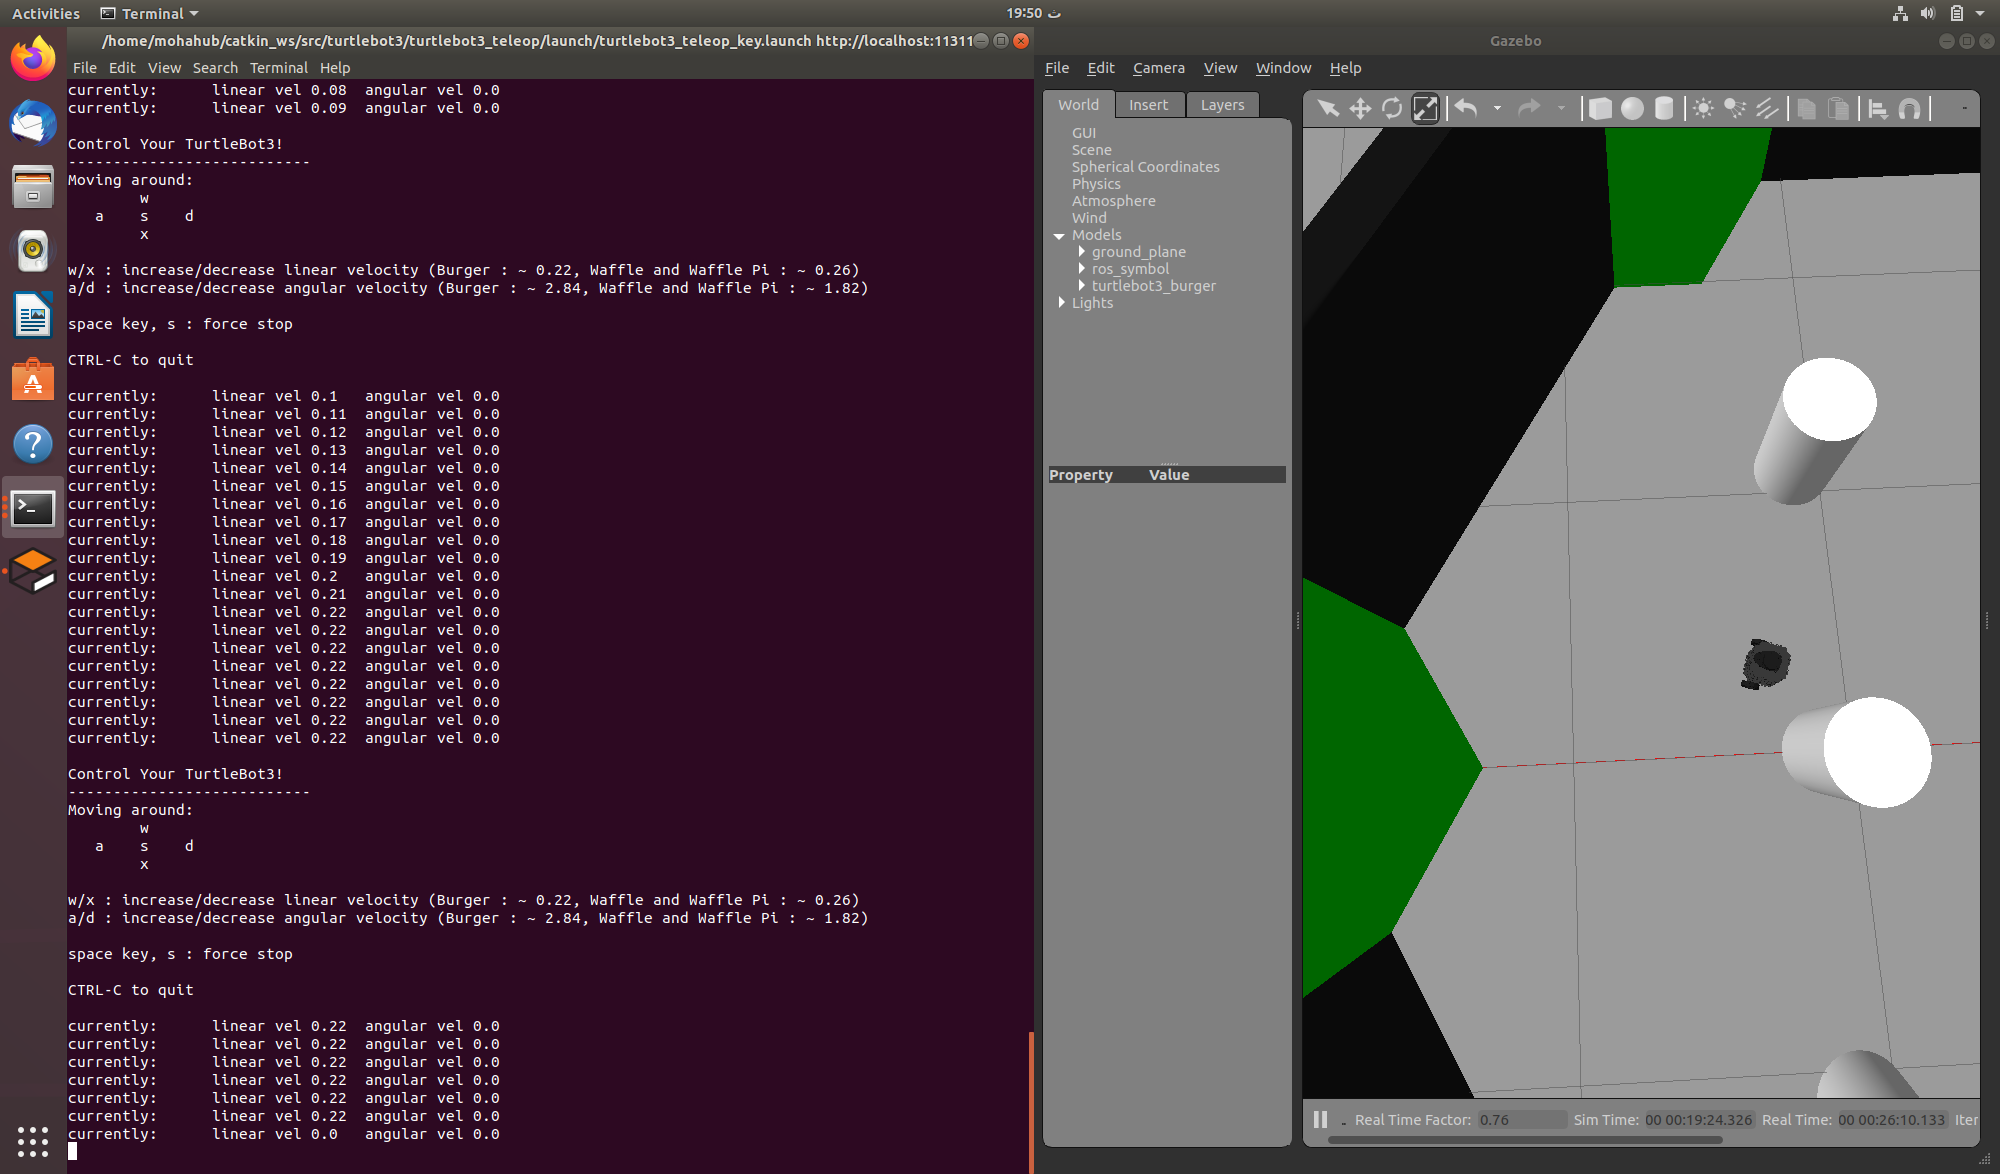 Activities Terminal 19:50 ث
/home/mohahub/catkin_ws/src/turtlebot3/turtlebot3_teleop/launch/turtlebot3_teleop_key.launch http://localhost:11311
File Edit View Search Terminal Help
currently: linear vel 0.08 angular vel 0.0
currently: linear vel 0.09 angular vel 0.0
Control Your TurtleBot3!
---------------------------
Moving around:
w
a s d
x
w/x : increase/decrease linear velocity (Burger : ~ 0.22, Waffle and Waffle Pi : ~ 0.26)
a/d : increase/decrease angular velocity (Burger : ~ 2.84, Waffle and Waffle Pi : ~ 1.82)
space key, s : force stop
CTRL-C to quit
currently: linear vel 0.1 angular vel 0.0
currently: linear vel 0.11 angular vel 0.0
currently: linear vel 0.12 angular vel 0.0
currently: linear vel 0.13 angular vel 0.0
currently: linear vel 0.14 angular vel 0.0
currently: linear vel 0.15 angular vel 0.0
currently: linear vel 0.16 angular vel 0.0
currently: linear vel 0.17 angular vel 0.0
currently: linear vel 0.18 angular vel 0.0
currently: linear vel 0.19 angular vel 0.0
currently: linear vel 0.2 angular vel 0.0
currently: linear vel 0.21 angular vel 0.0
currently: linear vel 0.22 angular vel 0.0
currently: linear vel 0.22 angular vel 0.0
currently: linear vel 0.22 angular vel 0.0
currently: linear vel 0.22 angular vel 0.0
currently: linear vel 0.22 angular vel 0.0
currently: linear vel 0.22 angular vel 0.0
currently: linear vel 0.22 angular vel 0.0
currently: linear vel 0.22 angular vel 0.0
Control Your TurtleBot3!
---------------------------
Moving around:
w
a s d
x
w/x : increase/decrease linear velocity (Burger : ~ 0.22, Waffle and Waffle Pi : ~ 0.26)
a/d : increase/decrease angular velocity (Burger : ~ 2.84, Waffle and Waffle Pi : ~ 1.82)
space key, s : force stop
CTRL-C to quit
currently: linear vel 0.22 angular vel 0.0
currently: linear vel 0.22 angular vel 0.0
currently: linear vel 0.22 angular vel 0.0
currently: linear vel 0.22 angular vel 0.0
currently: linear vel 0.22 angular vel 0.0
currently: linear vel 0.22 angular vel 0.0
currently: linear vel 0.0 angular vel 0.0
Gazebo
File Edit Camera View Window Help
World Insert Layers
GUI
Scene
Spherical Coordinates
Physics
Atmosphere
Wind
Models
ground_plane
ros_symbol
turtlebot3_burger
Lights
Property Value
Real Time Factor: 0.76 Sim Time: 00 00:19:24.326 Real Time: 00 00:26:10.133 Iter